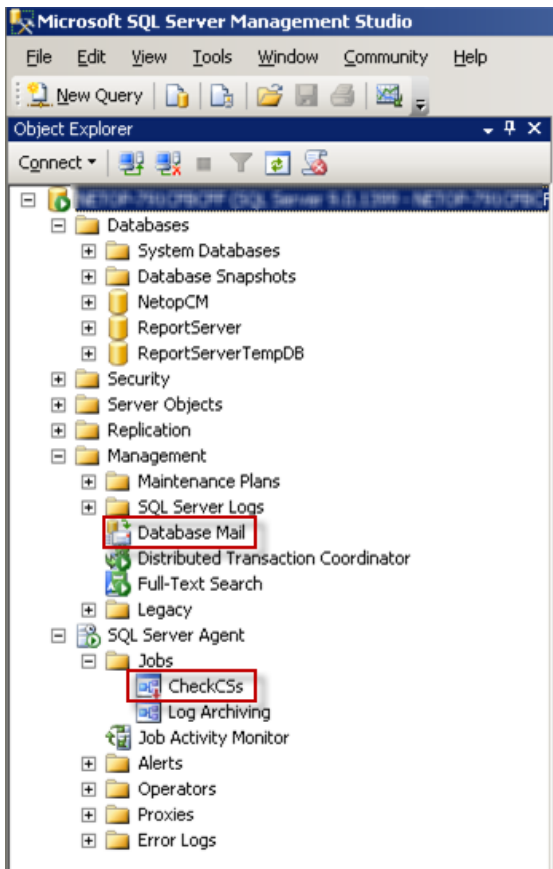 Microsoft SQL Server Management Studio
File Edit View Tools Window Community Help
New Query
Object Explorer
Connect
Databases
System Databases
Database Snapshots
NetopCM
ReportServer
ReportServerTempDB
Security
Server Objects
Replication
Management
Maintenance Plans
SQL Server Logs
Database Mail
Distributed Transaction Coordinator
Full-Text Search
Legacy
SQL Server Agent
Jobs
CheckCSs
Log Archiving
Job Activity Monitor
Alerts
Operators
Proxies
Error Logs